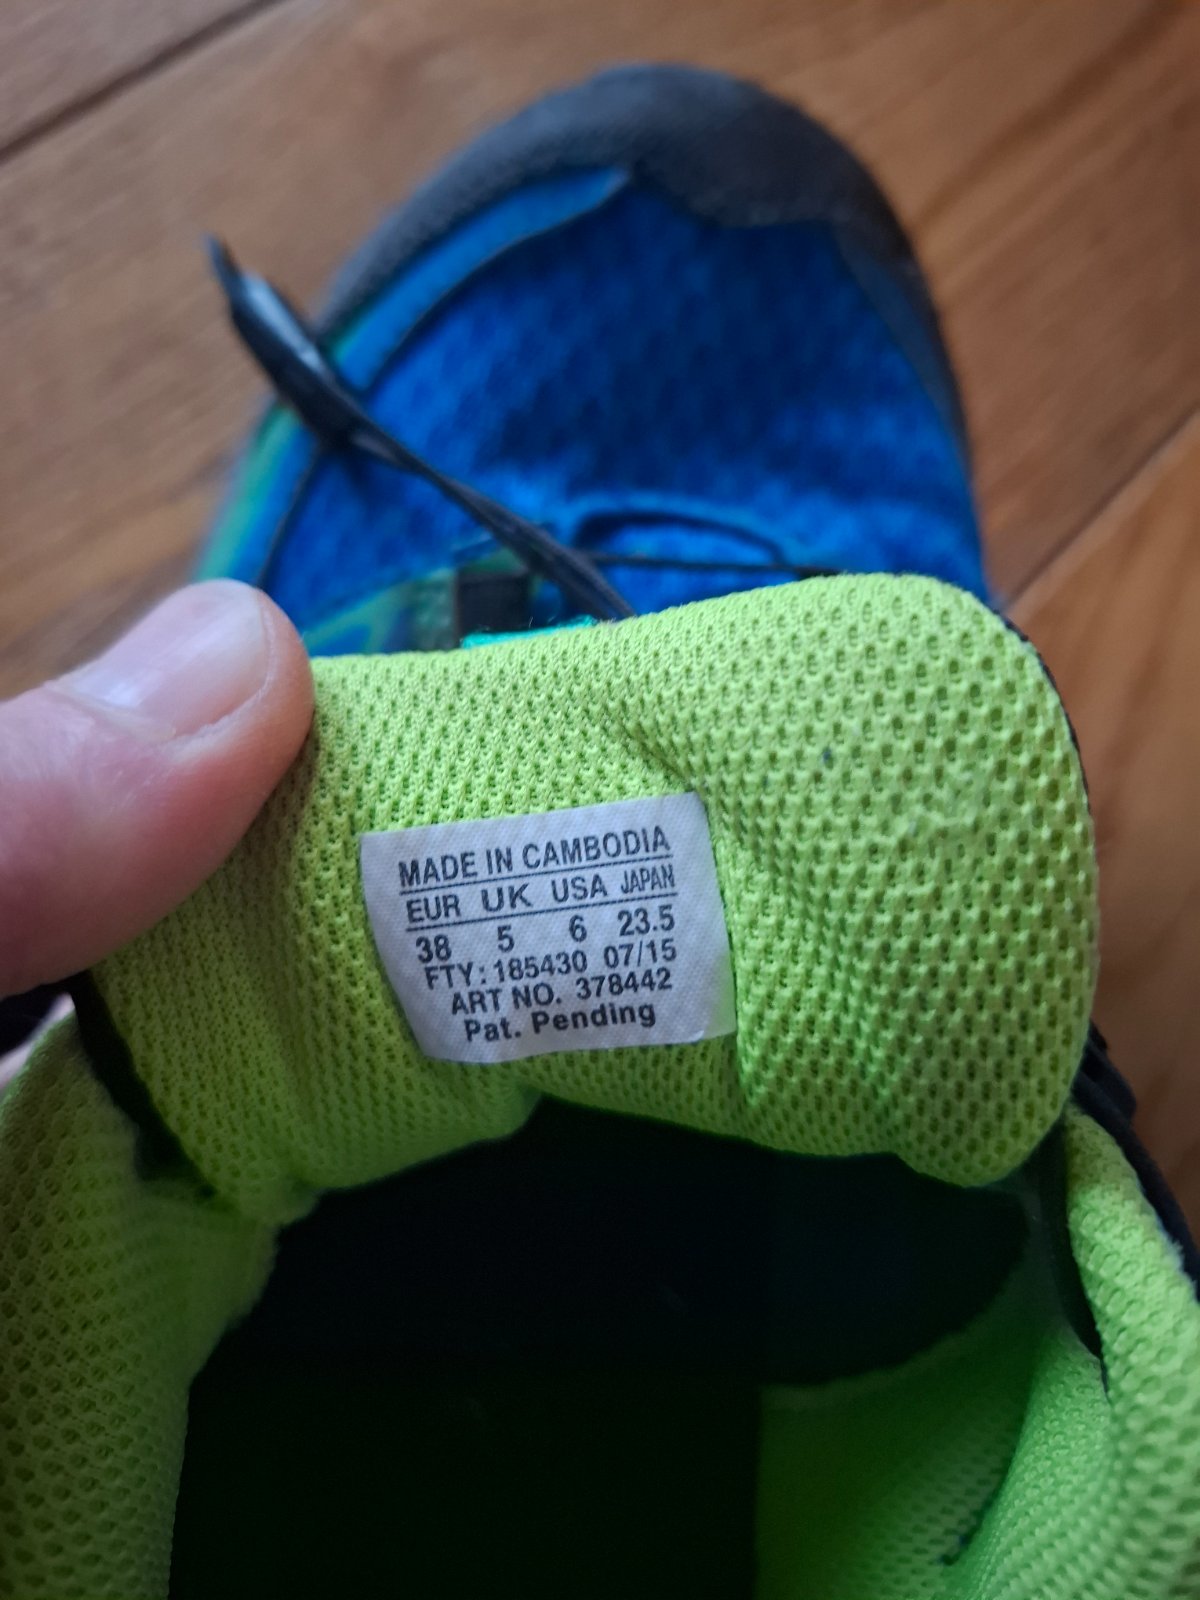 MADE IN CAMBODIA
EUR UK USA JAPAN
38 5 6 23.5
FTY: 185430 07/15
ART NO. 378442
Pat. Pending